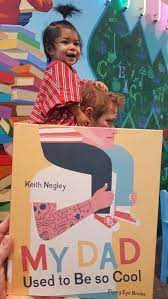 Keith Negley
MY DAD
Used to Be so Cool
Flying Eye Books